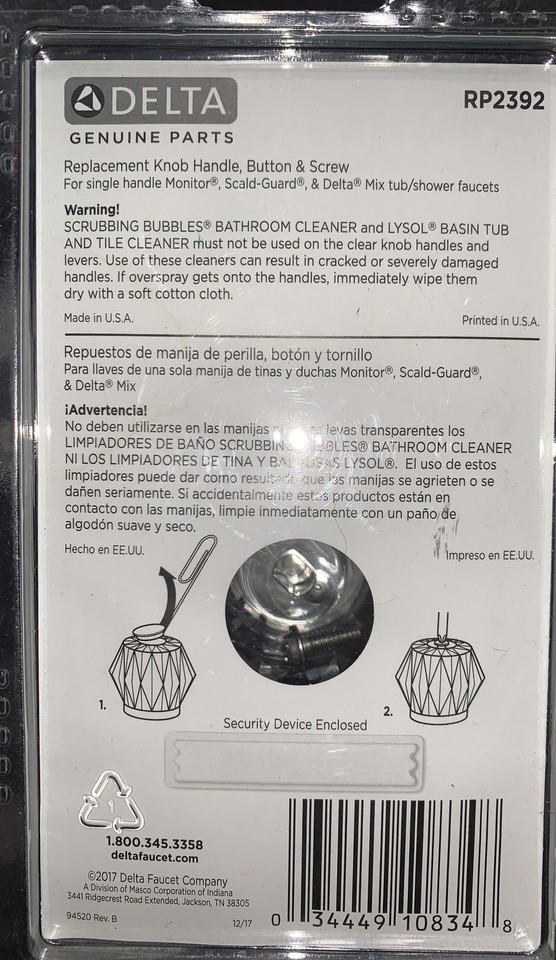 DELTA
RP2392
GENUINE PARTS
Replacement Knob Handle, Button & Screw
For single handle Monitor®, Scald-Guard®, & Delta® Mix tub/shower faucets
Warning!
SCRUBBING BUBBLES® BATHROOM CLEANER and LYSOL® BASIN TUB
AND TILE CLEANER must not be used on the clear knob handles and
levers. Use of these cleaners can result in cracked or severely damaged
handles. If overspray gets onto the handles, immediately wipe them
dry with a soft cotton cloth.
Made in U.S.A.
Printed in U.S.A.
Repuestos de manija de perilla, botón y tornillo
Para llaves de una sola manija de tinas y duchas Monitor®, Scald-Guard®,
& Delta® Mix
¡Advertencia!
No deben utilizarse en las manijas transparentes los
LIMPIADORES DE BAÑO SCRUBBING BUBBLES® BATHROOM CLEANER
NI LOS LIMPIADORES DE TINA Y BALDOSAS LYSOL®. El uso de estos
limpiadores puede dar como resultado que las manijas se agrieten o se
dañen seriamente. Si accidentalmente estos productos están en
contacto con las manijas, limpie inmediatamente con un paño de
algodón suave y seco.
Hecho en EE.UU.
Impreso en EE.UU.
1.
2.
Security Device Enclosed
1
1.800.345.3358
deltafaucet.com
©2017 Delta Faucet Company
A Division of Masco Corporation of Indiana
3441 Ridgecrest Road Extended, Jackson, TN 38305
94520 Rev. B
12/17
0 34449 10834 8